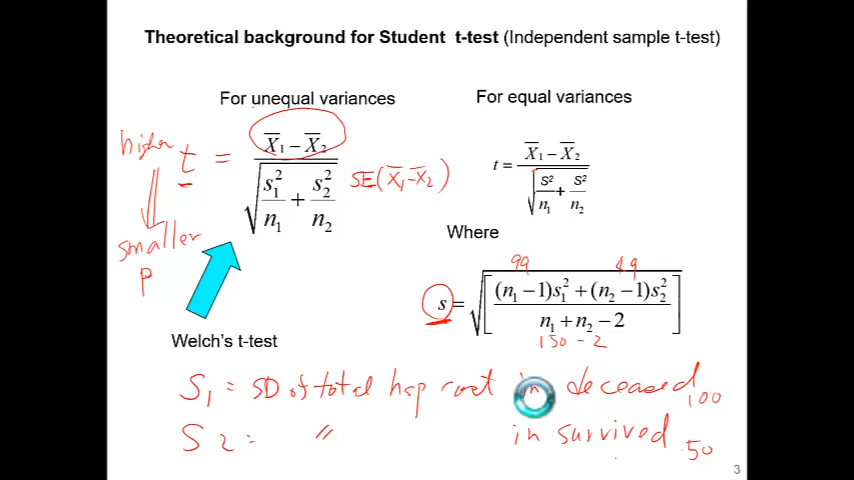 Theoretical background for Student t-test (Independent sample t-test)
For unequal variances
For equal variances
higher
t = X̄₁ − X̄₂ / √(s₁²/n₁ + s₂²/n₂)
SE(X̄₁-X̄₂)
smaller
p
t = X̄₁ − X̄₂ / √(S²/n₁ + S²/n₂)
Where
99 49
s = √[((n₁ −1)s₁² + (n₂ −1)s₂²) / (n₁ + n₂ − 2)]
150 - 2
Welch's t-test
S1 = SD of total hsp cost in deceased 100
S2 = 〃 in survived 50
3